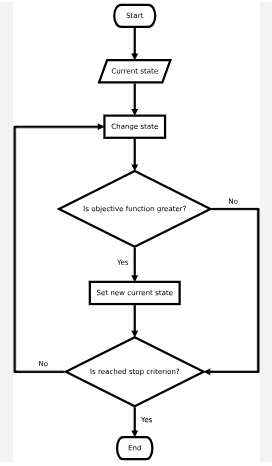 Start
Current state
Change state
Is objective function greater?
No
Yes
Set new current state
Is reached stop criterion?
No
Yes
End